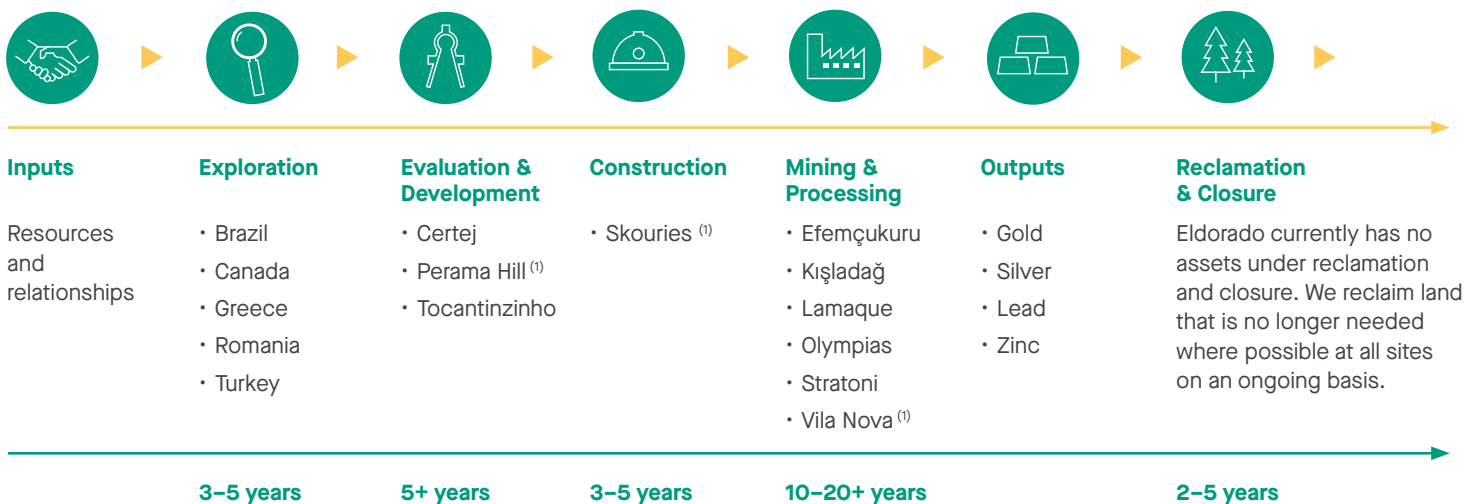 Inputs
Resources
and
relationships
Exploration
• Brazil
• Canada
• Greece
• Romania
• Turkey
Evaluation &
Development
• Certej
• Perama Hill (1)
• Tocantinzinho
Construction
• Skouries (1)
Mining &
Processing
• Efemçukuru
• Kışladağ
• Lamaque
• Olympias
• Stratoni
• Vila Nova (1)
Outputs
• Gold
• Silver
• Lead
• Zinc
Reclamation
& Closure
Eldorado currently has no
assets under reclamation
and closure. We reclaim land
that is no longer needed
where possible at all sites
on an ongoing basis.
3–5 years
5+ years
3–5 years
10–20+ years
2–5 years